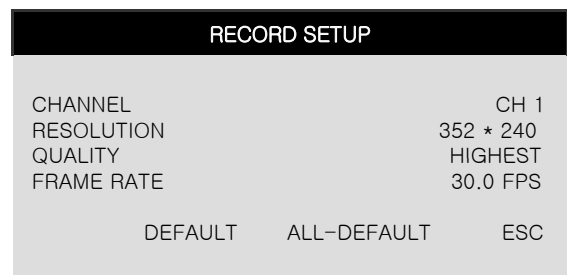 RECORD SETUP
CHANNEL CH 1
RESOLUTION 352 * 240
QUALITY HIGHEST
FRAME RATE 30.0 FPS
DEFAULT ALL-DEFAULT ESC